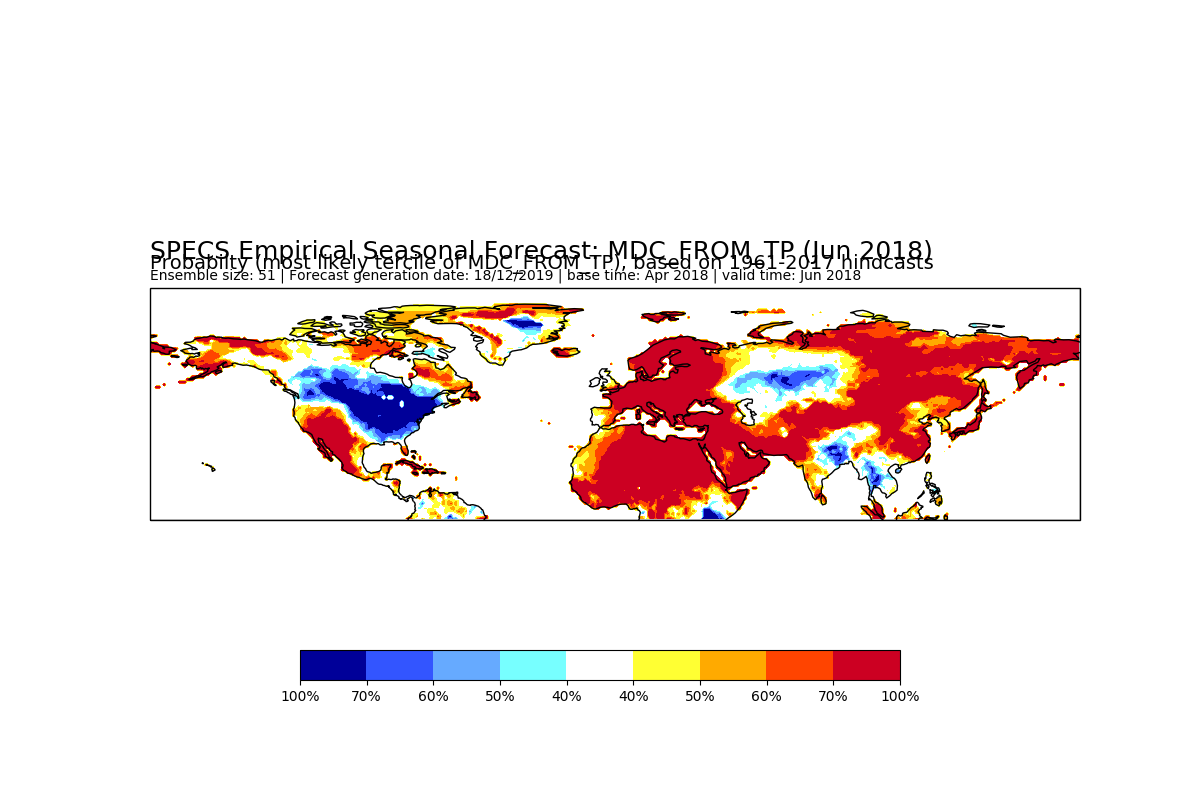 SPECS Empirical Seasonal Forecast: MDC_FROM_TP (Jun 2018)
Probabilty (most likely tercile of MDC_FROM_TP), based on 1961-2017 hindcasts
Ensemble size: 51 | Forecast generation date: 18/12/2019 | base time: Apr 2018 | valid time: Jun 2018
100% 70% 60% 50% 40% 40% 50% 60% 70% 100%